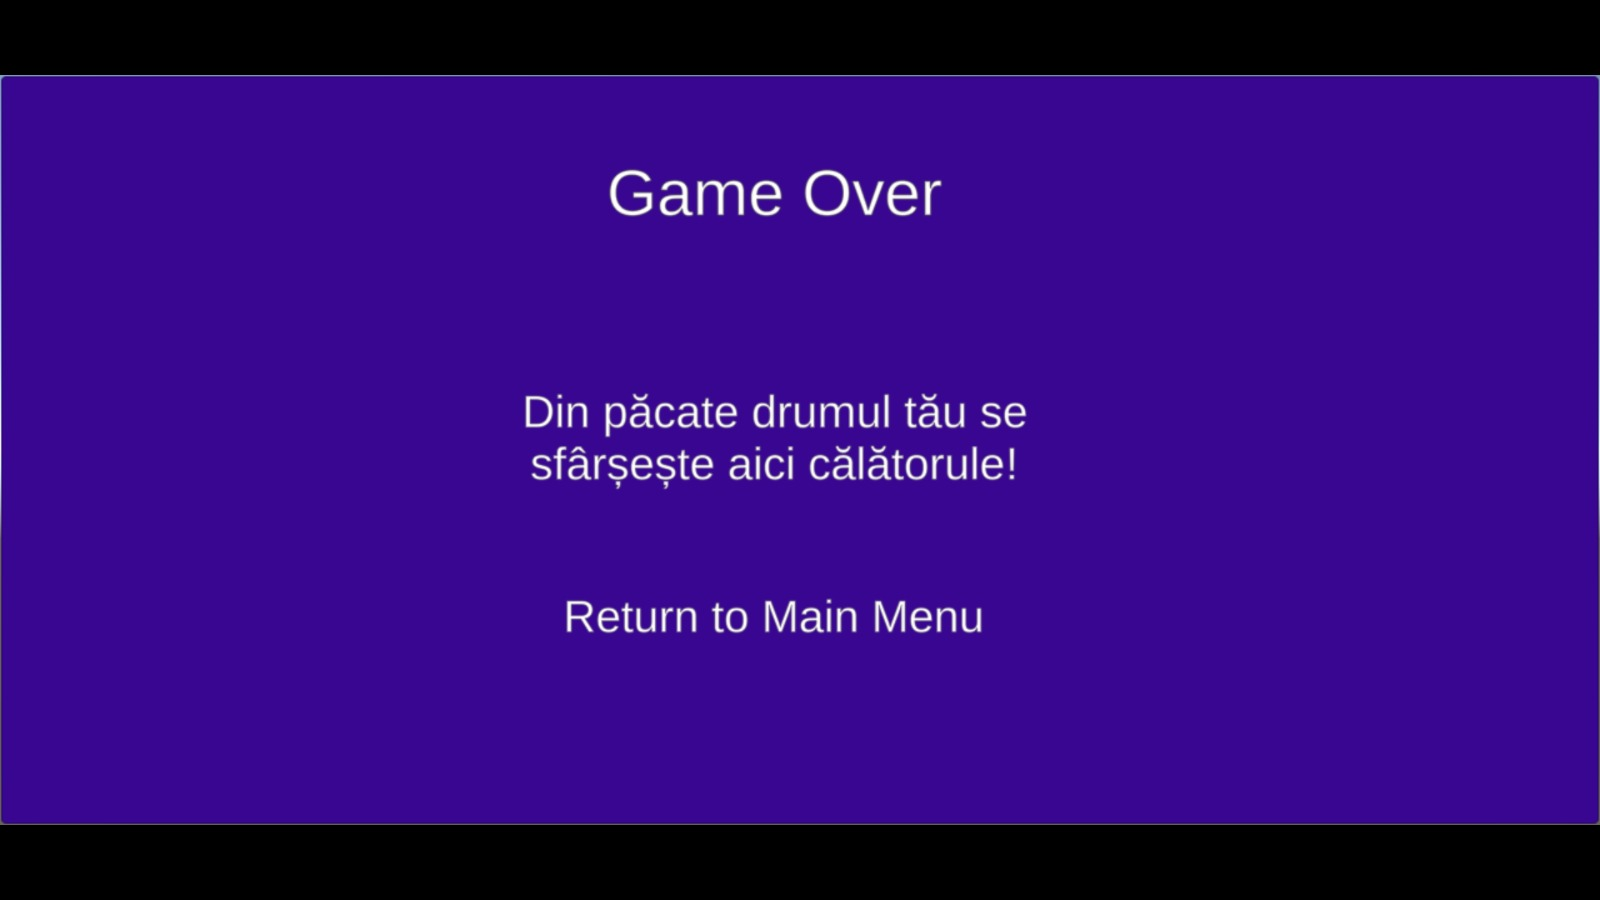 Game Over
Din păcate drumul tău se
sfârșește aici călătorule!
Return to Main Menu